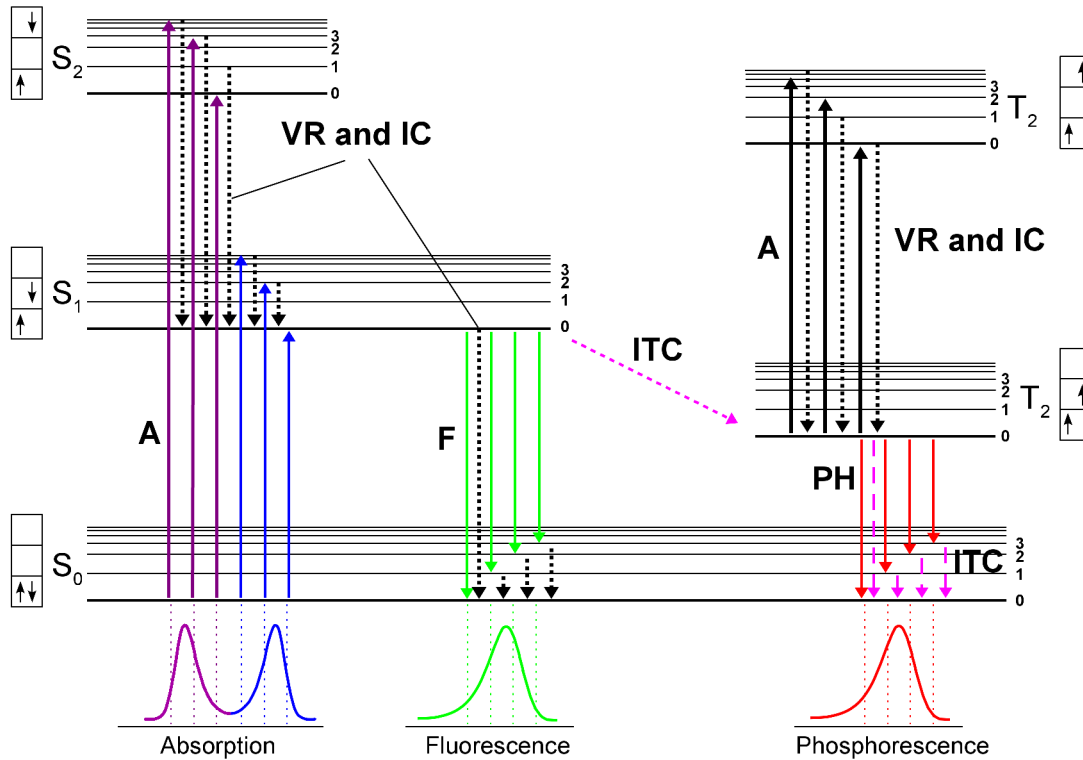 S2
3
2
1
0
VR and IC
3
2
1
0
T2
A
VR and IC
S1
3
2
1
0
ITC
A
F
3
2
1
0
T2
PH
S0
3
2
1
0
ITC
Absorption
Fluorescence
Phosphorescence